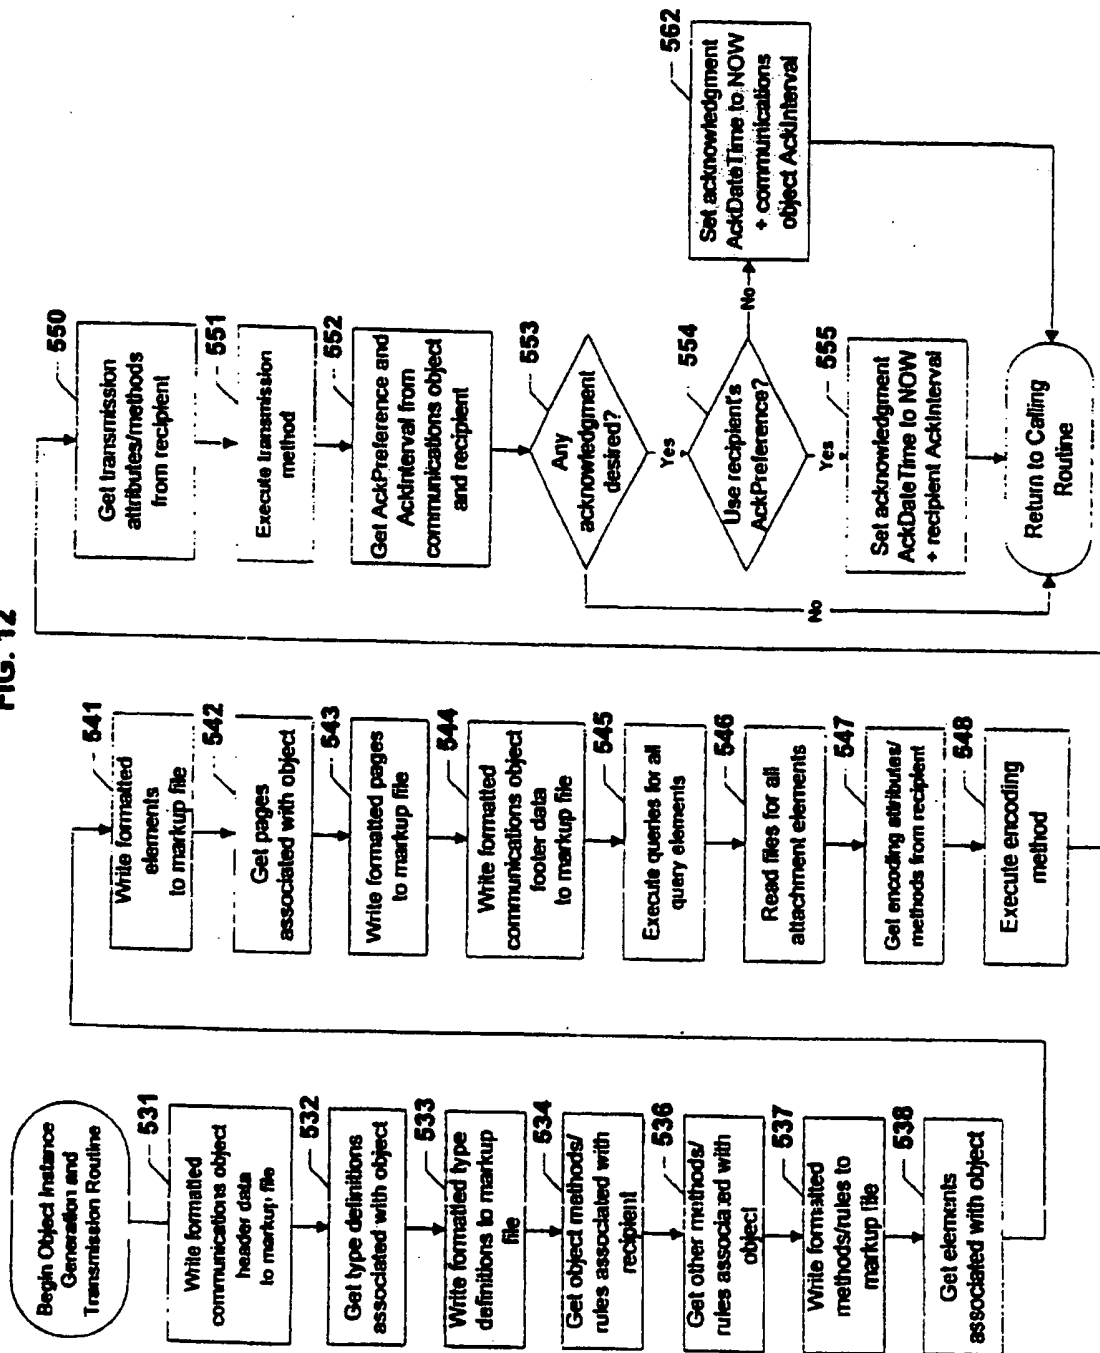 FIG. 12
Begin Object Instance
Generation and
Transmission Routine
531
Write formatted
communications object
header data
to markup file
532
Get type definitions
associated with object
533
Write formatted type
definitions to markup
file
534
Get object methods/
rules associated with
recipient
536
Get other methods/
rules associated with
object
537
Write formatted
methods/rules to
markup file
538
Get elements
associated with object
541
Write formatted
elements
to markup file
542
Get pages
associated with object
543
Write formatted pages
to markup file
544
Write formatted
communications object
footer data
to markup file
545
Execute queries for all
query elements
546
Read files for all
attachment elements
547
Get encoding attributes/
methods from recipient
548
Execute encoding
method
550
Get transmission
attributes/methods
from recipient
551
Execute transmission
method
552
Get AckPreference and
AckInterval from
communications object
and recipient
553
Any
acknowledgment
desired?
Yes
No
554
Use recipient's
AckPreference?
No
Yes
555
Set acknowledgment
AckDateTime to NOW
+ recipient AckInterval
562
Set acknowledgment
AckDateTime to NOW
+ communications
object AckInterval
Return to Calling
Routine